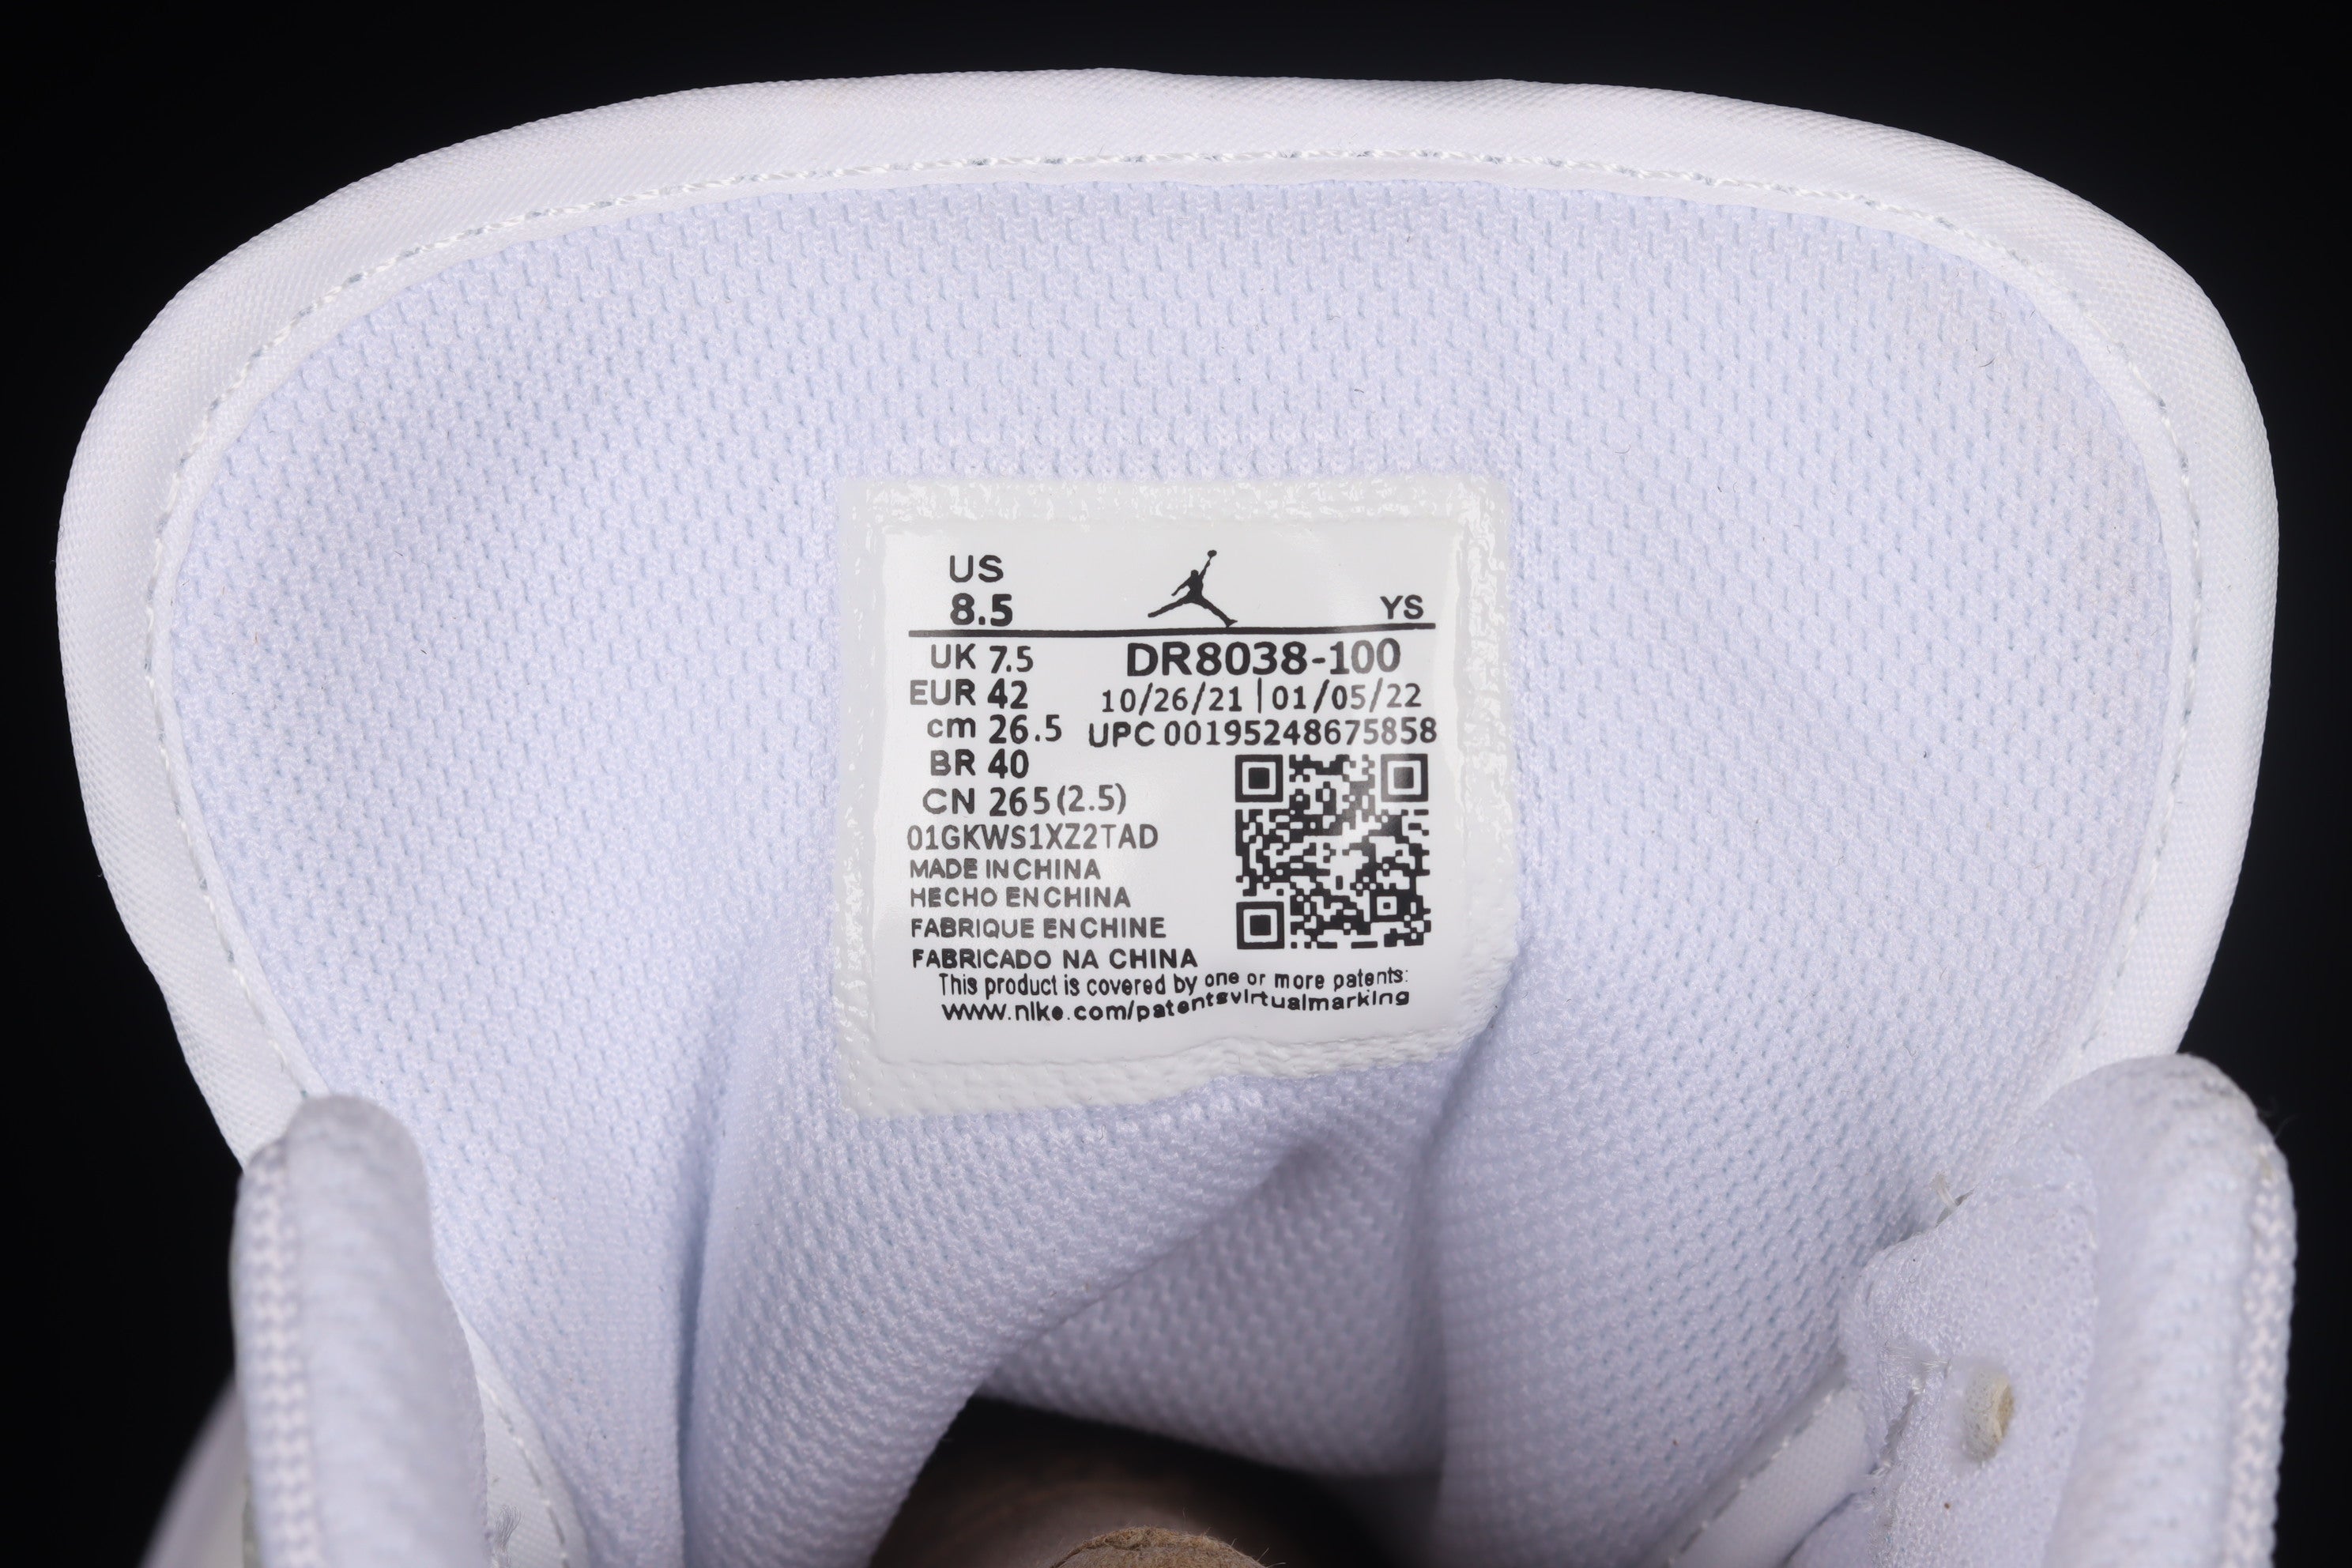 US
8.5 YS
UK 7.5 DR8038-100
EUR 42 10/26/21 | 01/05/22
cm 26.5 UPC 00195248675858
BR 40
CN 265 (2.5)
01GKWS1XZ2TAD
MADE IN CHINA
HECHO EN CHINA
FABRIQUE EN CHINE
FABRICADO NA CHINA
This product is covered by one or more patents:
www.nike.com/patentsvirtualmarking